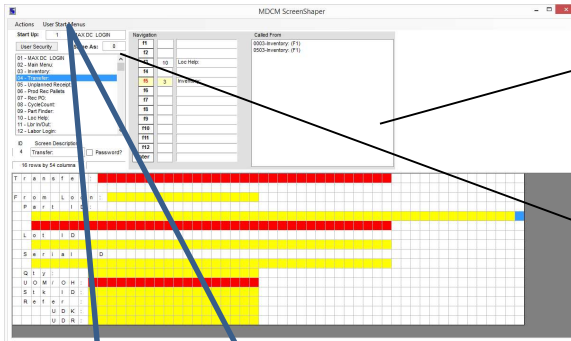 MDCM ScreenShaper
Actions User Start Menus
Start Up: 1 MAX DC LOGIN
User Security Same As: 0
01 - MAX DC LOGIN
02 - Main Menu:
03 - Inventory:
04 - Transfer:
05 - Unplanned Receipt
06 - Prod Rec Pallets
07 - Rec PO:
08 - CycleCount:
09 - Part Finder:
10 - Loc Help:
11 - Lbr In/Out:
12 - Labor Login:
ID Screen Description
4 Transfer: Password?
16 rows by 54 columns
Navigation
f1
f2
f3 10 Loc Help:
f4
f5 3 Inventory:
f6
f7
f8
f9
f10
f11
f12
Called From
0003-Inventory: (F1)
0503-Inventory: (F1)
Transfe
From Loc
Part ID:
Lot ID
Serial ID
Qty:
UOM/OH:
Stk ID:
Refer:
UDK:
UDR: